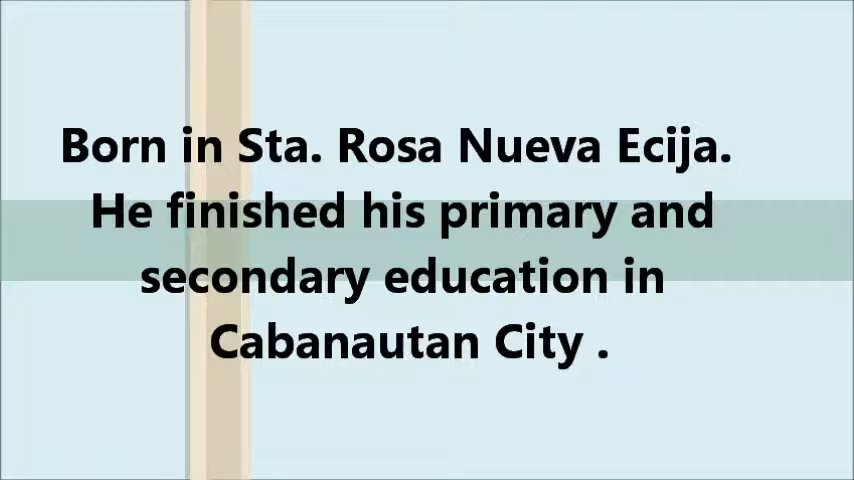 Born in Sta. Rosa Nueva Ecija.
He finished his primary and
secondary education in
Cabanautan City .